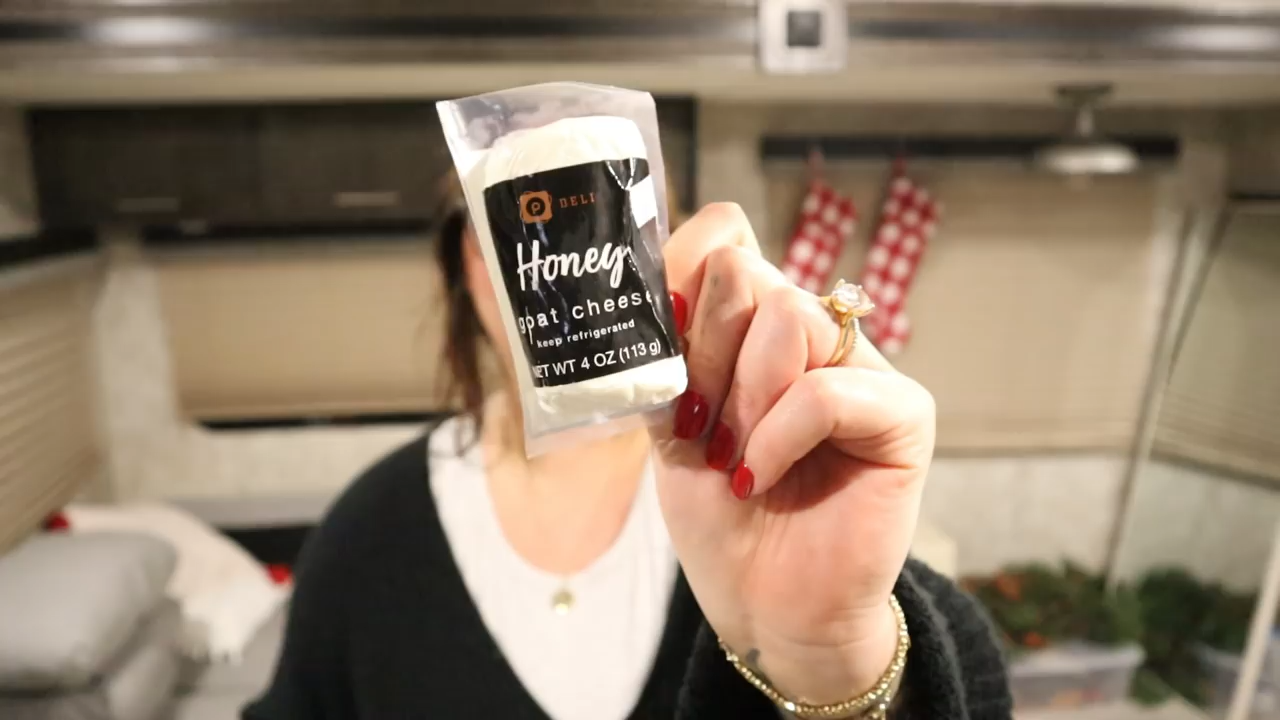 P DELI
Honey
goat cheese
keep refrigerated
NET WT 4 OZ (113 g)